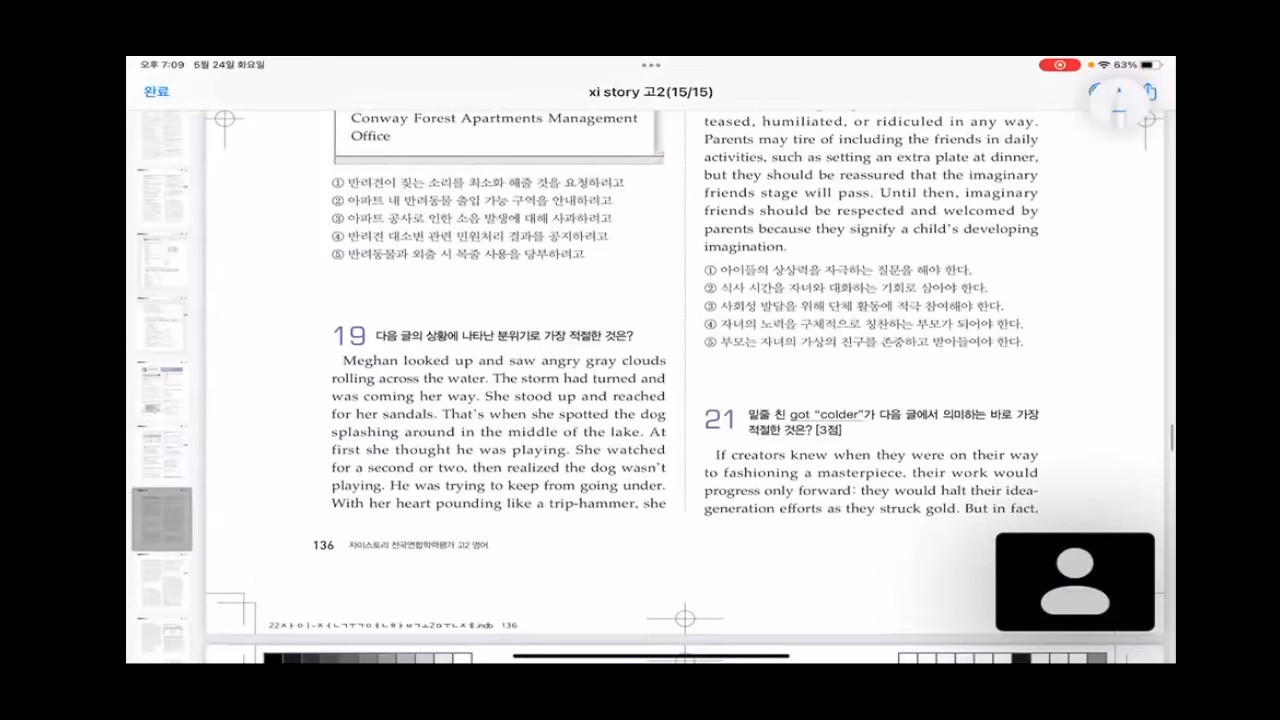 오후 7:09 5월 24일 화요일
63%
완료
xi story 고2(15/15)
Conway Forest Apartments Management
Office
① 반려견이 짖는 소리를 최소화 해줄 것을 요청하려고
② 아파트 내 반려동물 출입 가능 구역을 안내하려고
③ 아파트 공사로 인한 소음 발생에 대해 사과하려고
④ 반려견 대소변 관련 민원처리 결과를 공지하려고
⑤ 반려동물과 외출 시 목줄 사용을 당부하려고
19 다음 글의 상황에 나타난 분위기로 가장 적절한 것은?
Meghan looked up and saw angry gray clouds
rolling across the water. The storm had turned and
was coming her way. She stood up and reached
for her sandals. That's when she spotted the dog
splashing around in the middle of the lake. At
first she thought he was playing. She watched
for a second or two, then realized the dog wasn't
playing. He was trying to keep from going under.
With her heart pounding like a trip-hammer, she
teased, humiliated, or ridiculed in any way.
Parents may tire of including the friends in daily
activities, such as setting an extra plate at dinner,
but they should be reassured that the imaginary
friends stage will pass. Until then, imaginary
friends should be respected and welcomed by
parents because they signify a child's developing
imagination.
① 아이들의 상상력을 자극하는 질문을 해야 한다.
② 식사 시간을 자녀와 대화하는 기회로 삼아야 한다.
③ 사회성 발달을 위해 단체 활동에 적극 참여해야 한다.
④ 자녀의 노력을 구체적으로 칭찬하는 부모가 되어야 한다.
⑤ 부모는 자녀의 가상의 친구를 존중하고 받아들여야 한다.
21 밑줄 친 got “colder”가 다음 글에서 의미하는 바로 가장
적절한 것은? [3점]
If creators knew when they were on their way
to fashioning a masterpiece, their work would
progress only forward: they would halt their idea-
generation efforts as they struck gold. But in fact,
136 자이스토리 전국연합학력평가 고2 영어
136